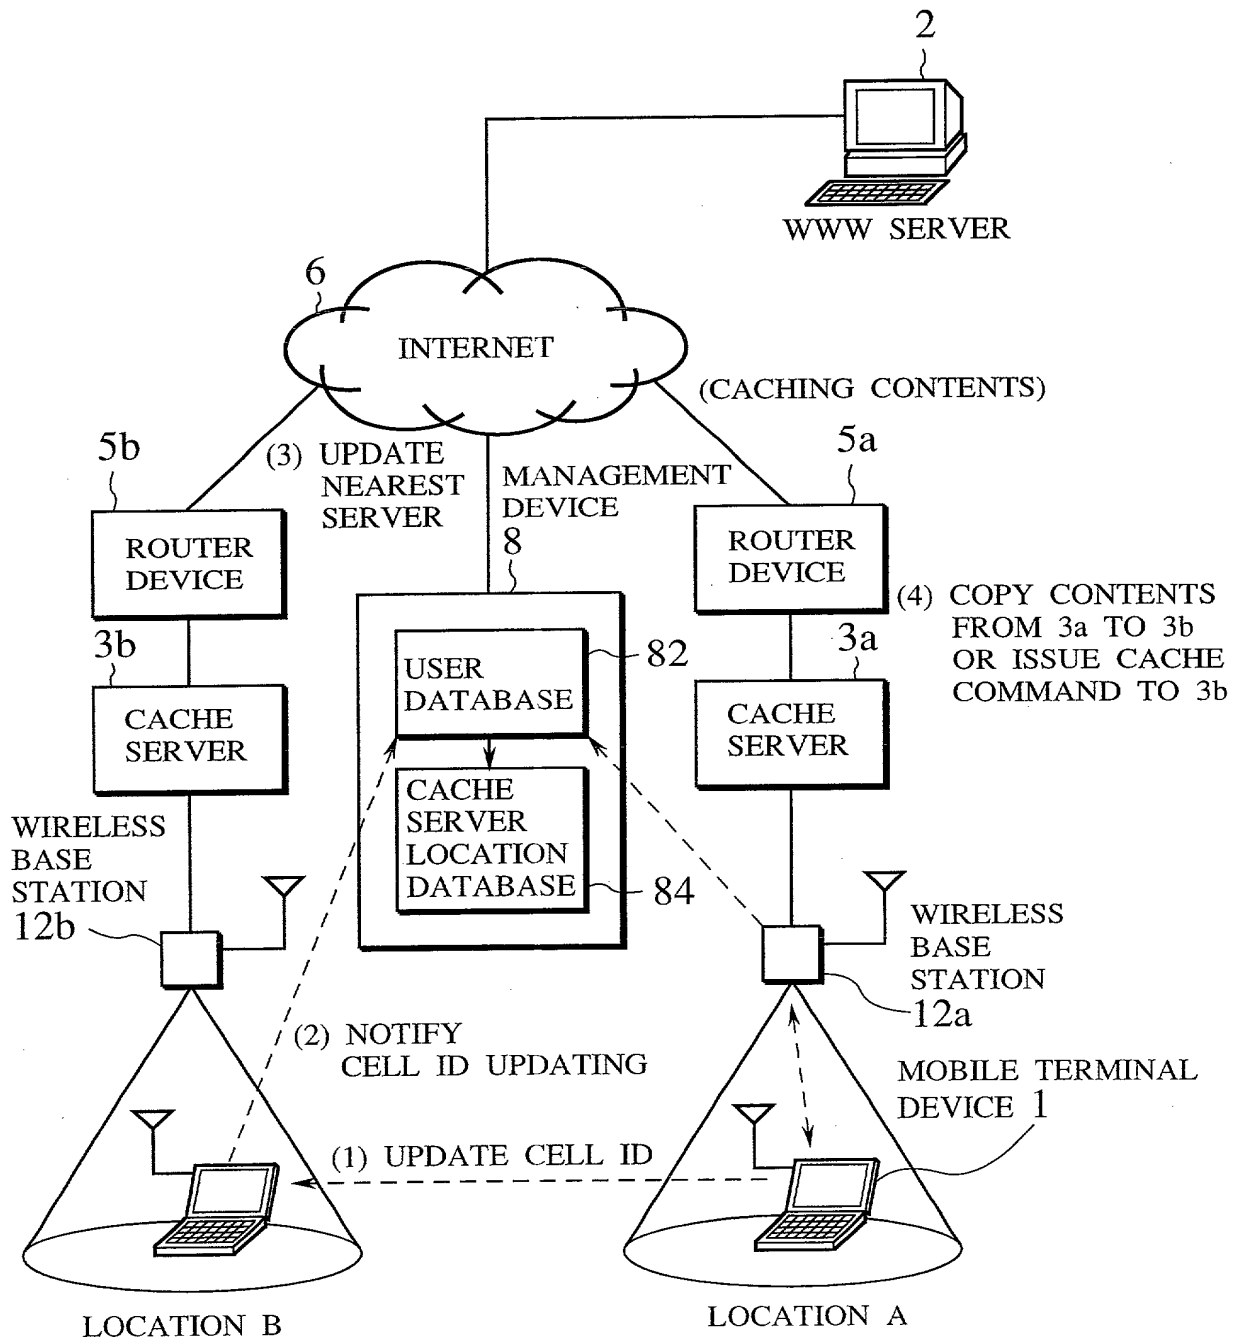 2
WWW SERVER
6
INTERNET
(CACHING CONTENTS)
5b
(3) UPDATE
NEAREST
SERVER
MANAGEMENT
DEVICE
8
5a
ROUTER
DEVICE
ROUTER
DEVICE
(4) COPY CONTENTS
FROM 3a TO 3b
OR ISSUE CACHE
COMMAND TO 3b
3b
3a
USER
DATABASE
82
CACHE
SERVER
CACHE
SERVER
CACHE
SERVER
LOCATION
DATABASE
84
WIRELESS
BASE
STATION
12b
WIRELESS
BASE
STATION
12a
(2) NOTIFY
CELL ID UPDATING
MOBILE TERMINAL
DEVICE 1
(1) UPDATE CELL ID
LOCATION B
LOCATION A